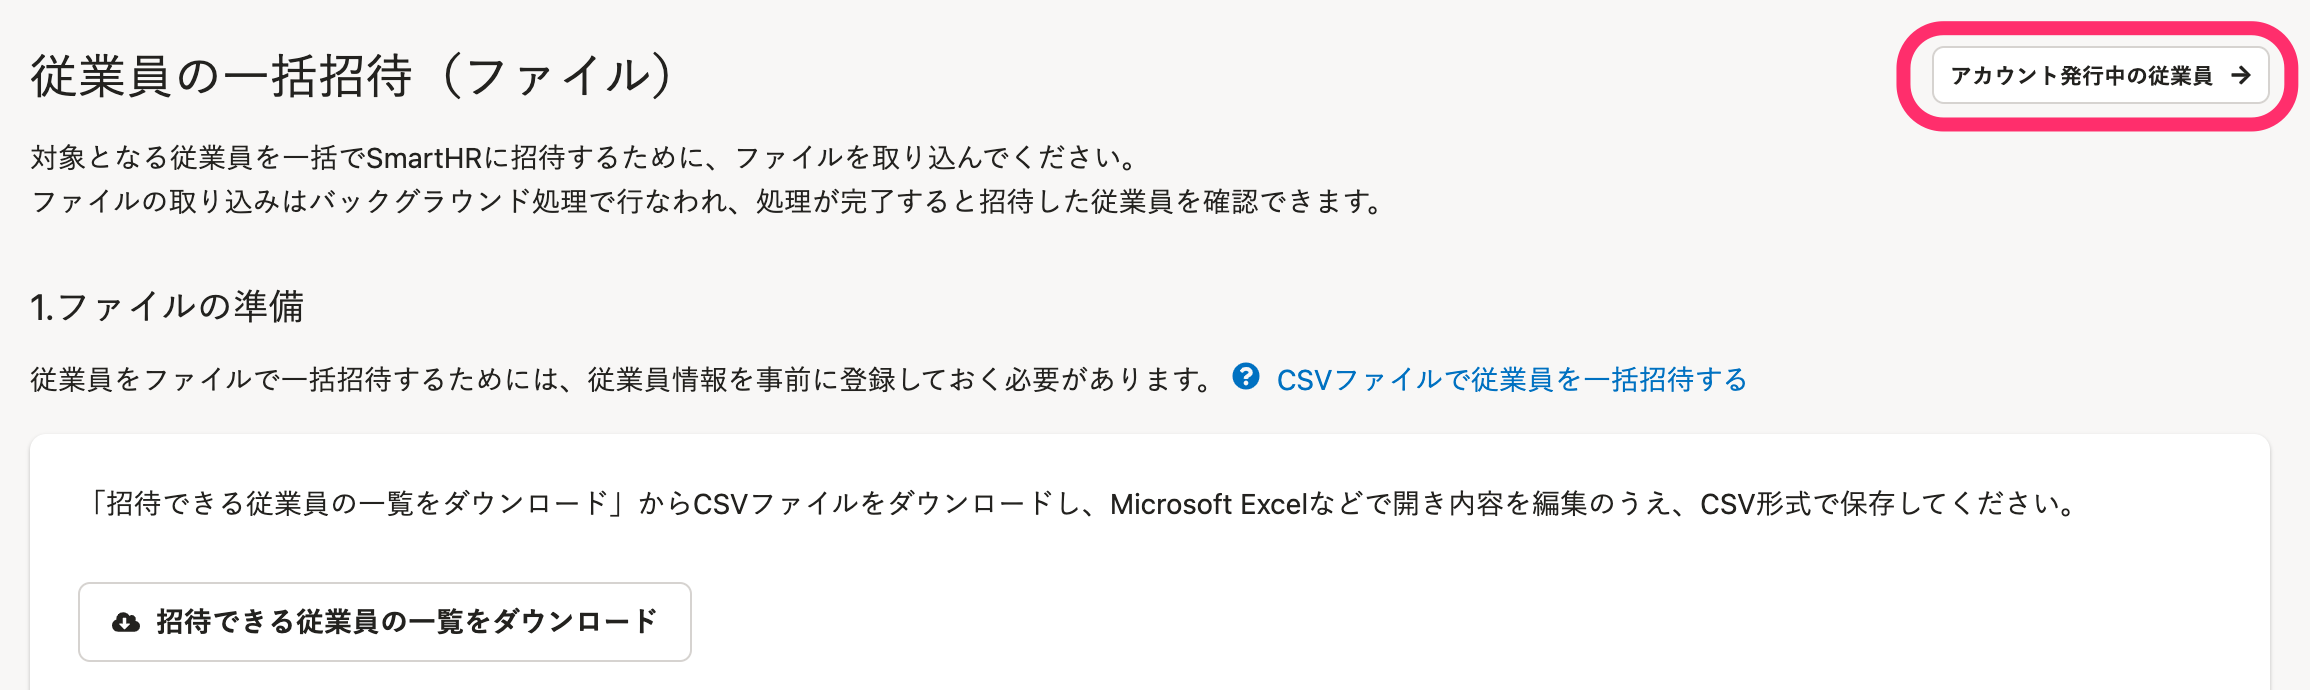 従業員の一括招待（ファイル）
アカウント発行中の従業員 →
対象となる従業員を一括でSmartHRに招待するために、ファイルを取り込んでください。
ファイルの取り込みはバックグラウンド処理で行なわれ、処理が完了すると招待した従業員を確認できます。
1.ファイルの準備
従業員をファイルで一括招待するためには、従業員情報を事前に登録しておく必要があります。 ? CSVファイルで従業員を一括招待する
「招待できる従業員の一覧をダウンロード」からCSVファイルをダウンロードし、Microsoft Excelなどで開き内容を編集のうえ、CSV形式で保存してください。
招待できる従業員の一覧をダウンロード